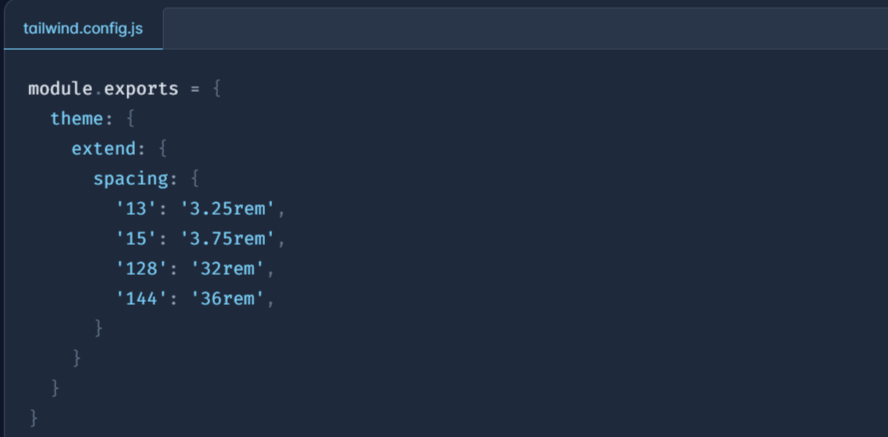 tailwind.config.js
module.exports = {
  theme: {
    extend: {
      spacing: {
        '13': '3.25rem',
        '15': '3.75rem',
        '128': '32rem',
        '144': '36rem',
      }
    }
  }
}